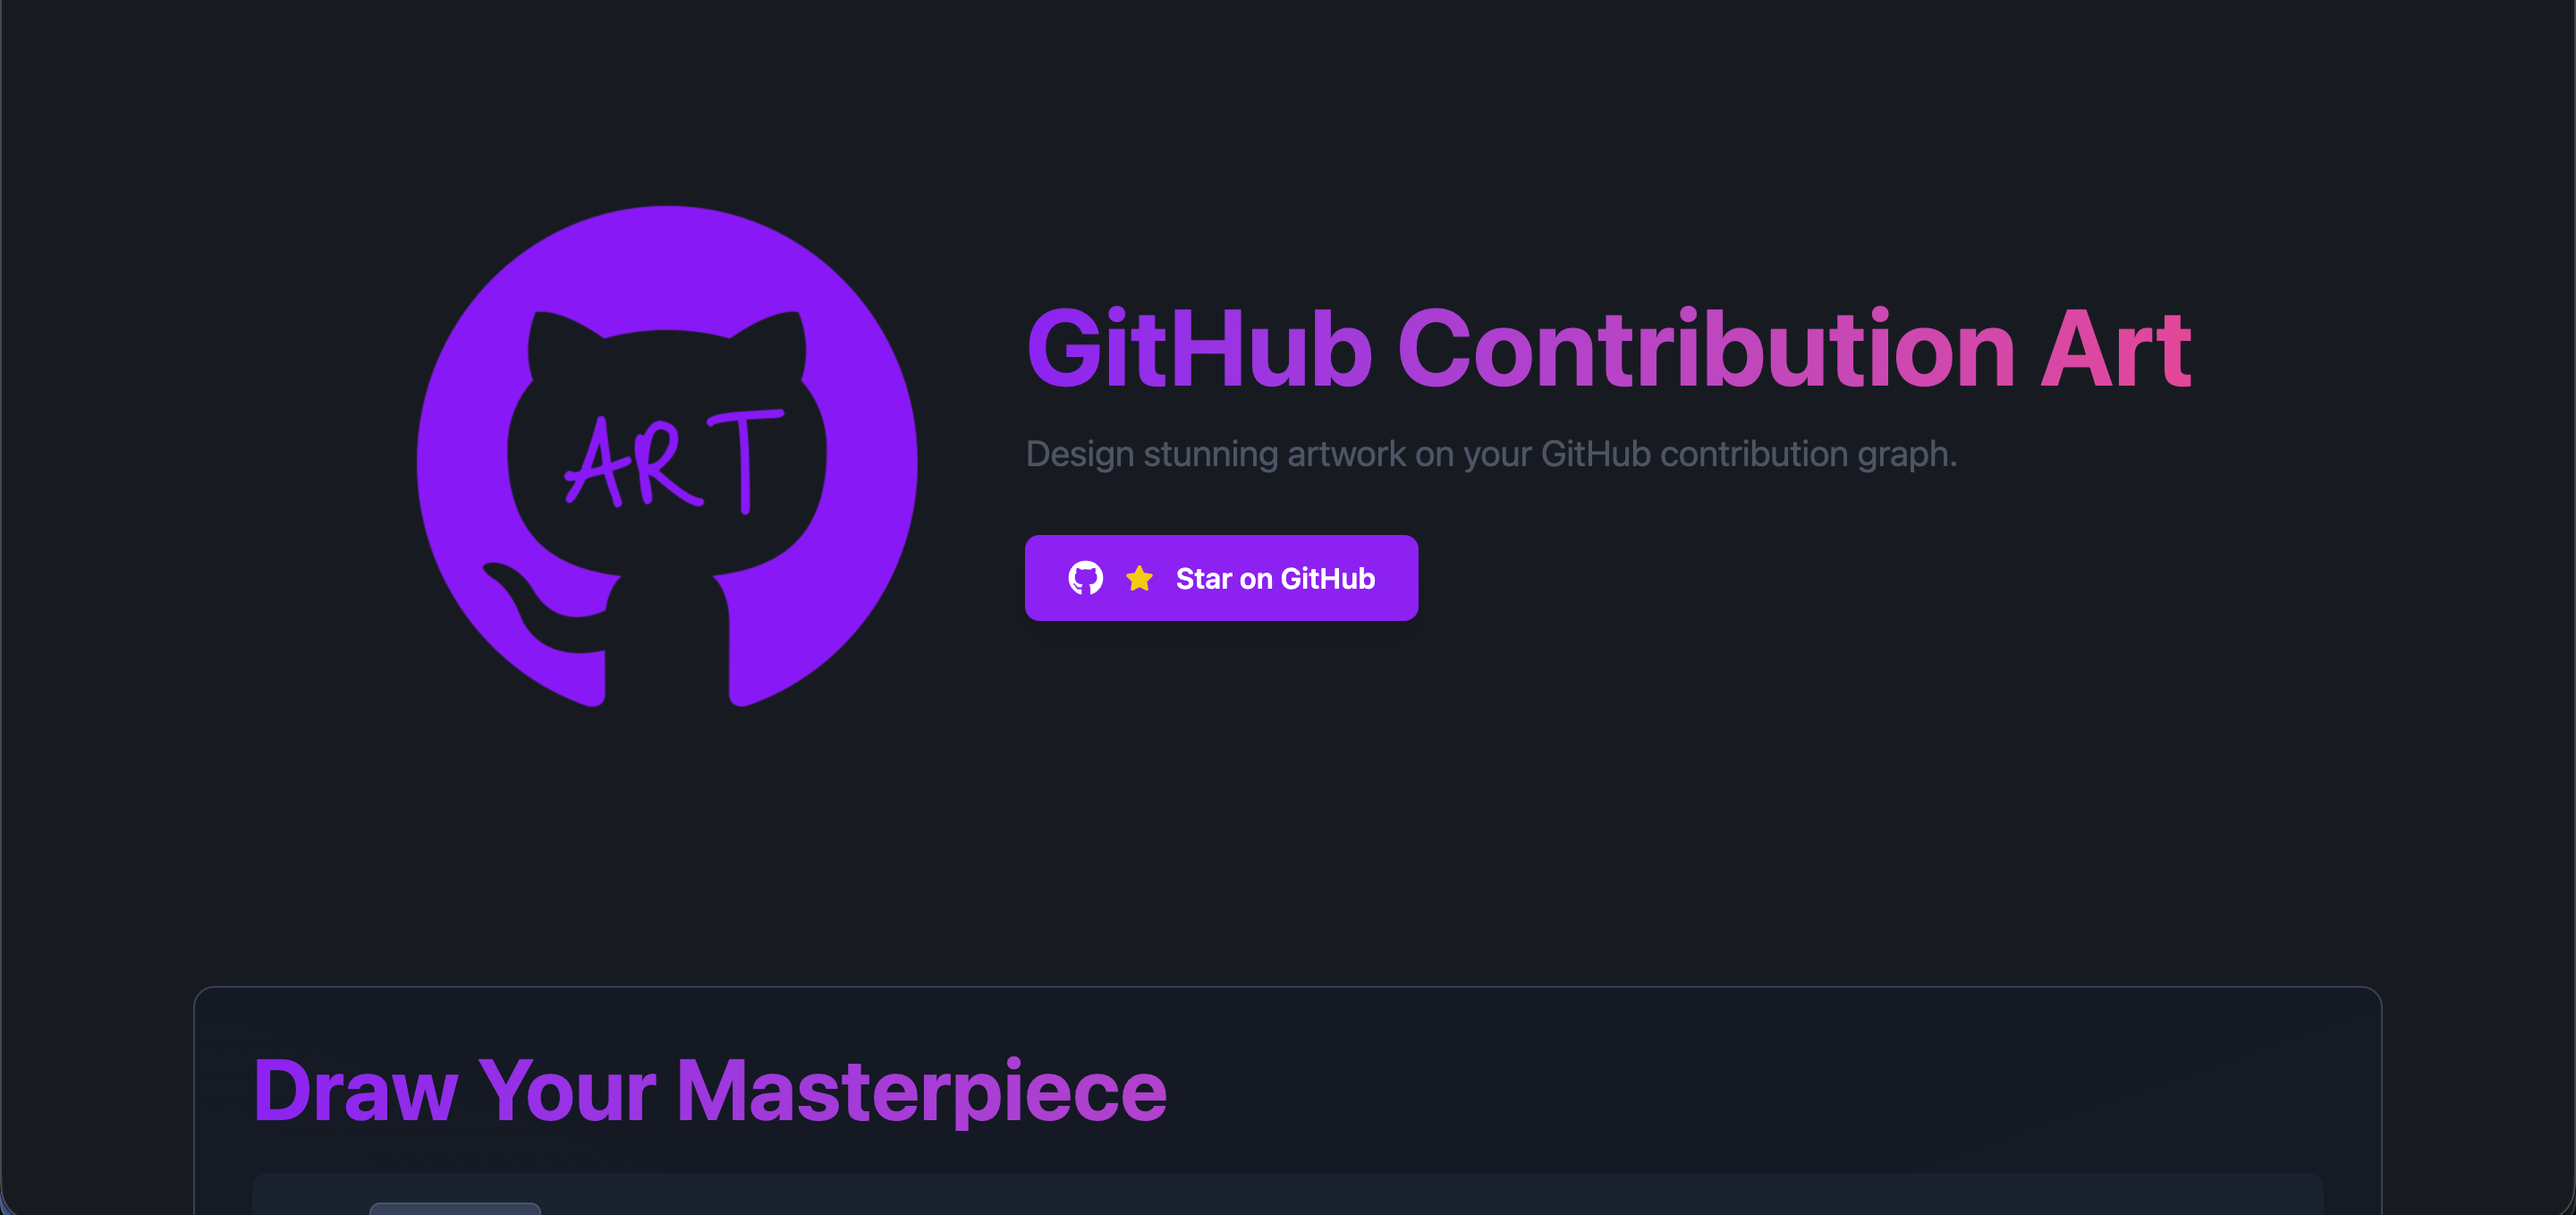 ART
GitHub Contribution Art
Design stunning artwork on your GitHub contribution graph.
Star on GitHub
Draw Your Masterpiece